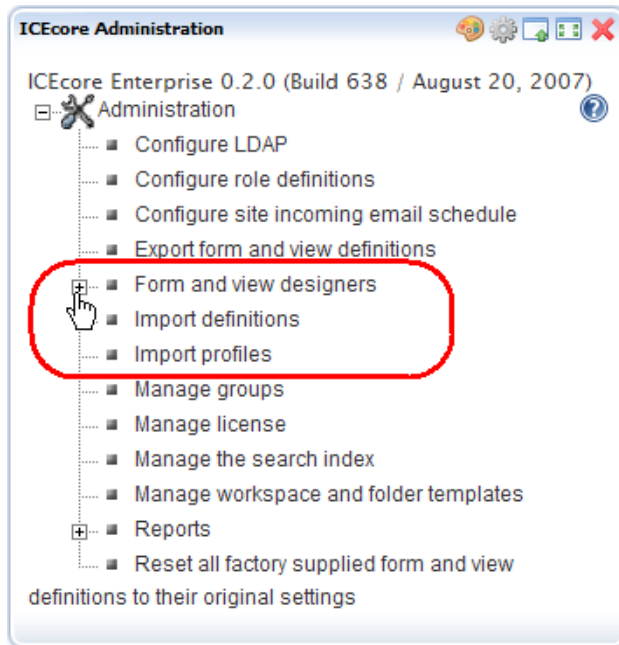 ICEcore Administration
ICEcore Enterprise 0.2.0 (Build 638 / August 20, 2007)
Administration
Configure LDAP
Configure role definitions
Configure site incoming email schedule
Export form and view definitions
Form and view designers
Import definitions
Import profiles
Manage groups
Manage license
Manage the search index
Manage workspace and folder templates
Reports
Reset all factory supplied form and view
definitions to their original settings